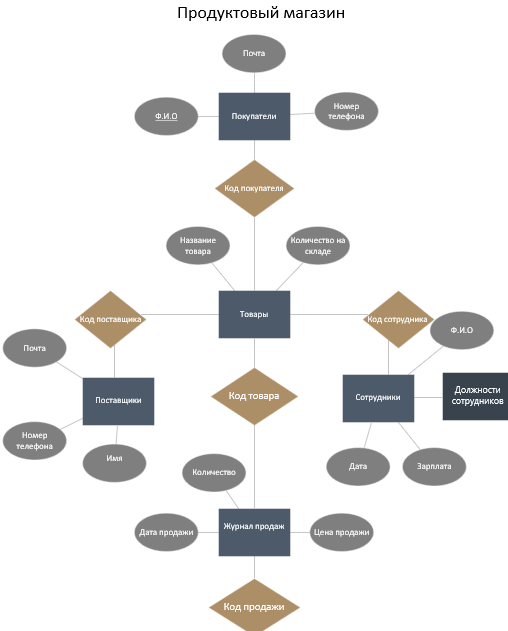 Продуктовый магазин
Почта
Ф.И.О
Покупатели
Номер
телефона
Код покупателя
Название
товара
Количество на
складе
Код поставщика
Товары
Код сотрудника
Ф.И.О
Почта
Поставщики
Код товара
Сотрудники
Должности
сотрудников
Номер
телефона
Имя
Количество
Дата
Зарплата
Дата продажи
Журнал продаж
Цена продажи
Код продажи